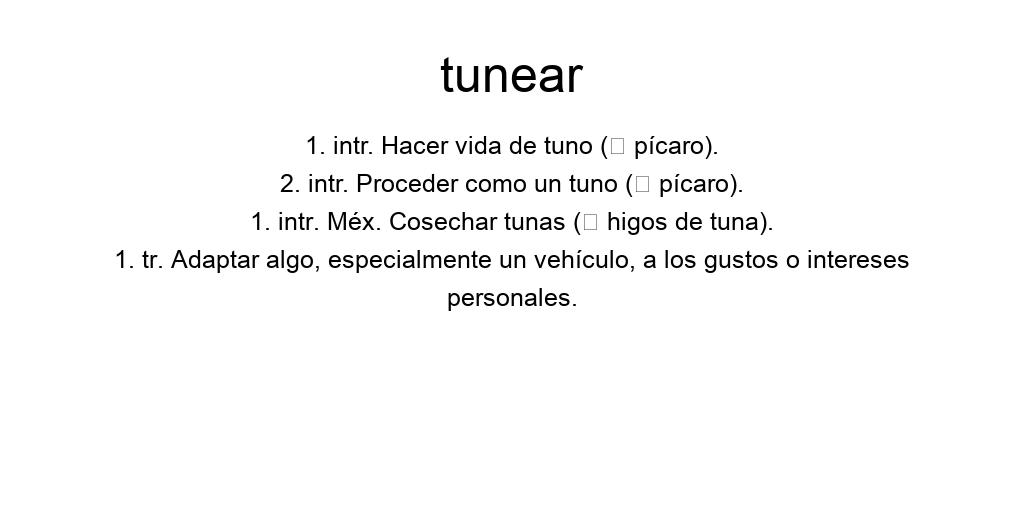 tunear
1. intr. Hacer vida de tuno (□ pícaro).
2. intr. Proceder como un tuno (□ pícaro).
1. intr. Méx. Cosechar tunas (□ higos de tuna).
1. tr. Adaptar algo, especialmente un vehículo, a los gustos o intereses
personales.